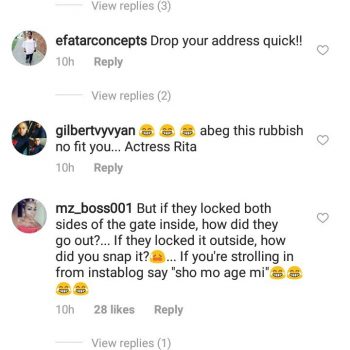 View replies (3)
efatarconcepts Drop your address quick!!
10h Reply
View replies (2)
gilbertvyvyan 😂 😂 😂 abeg this rubbish
no fit you... Actress Rita
10h Reply
mz_boss001 But if they locked both
sides of the gate inside, how did they
go out?... If they locked it outside, how
did you snap it?😩... If you're strolling in
from instablog say "sho mo age mi"😂😂
😂😂
10h 28 likes Reply
View replies (1)